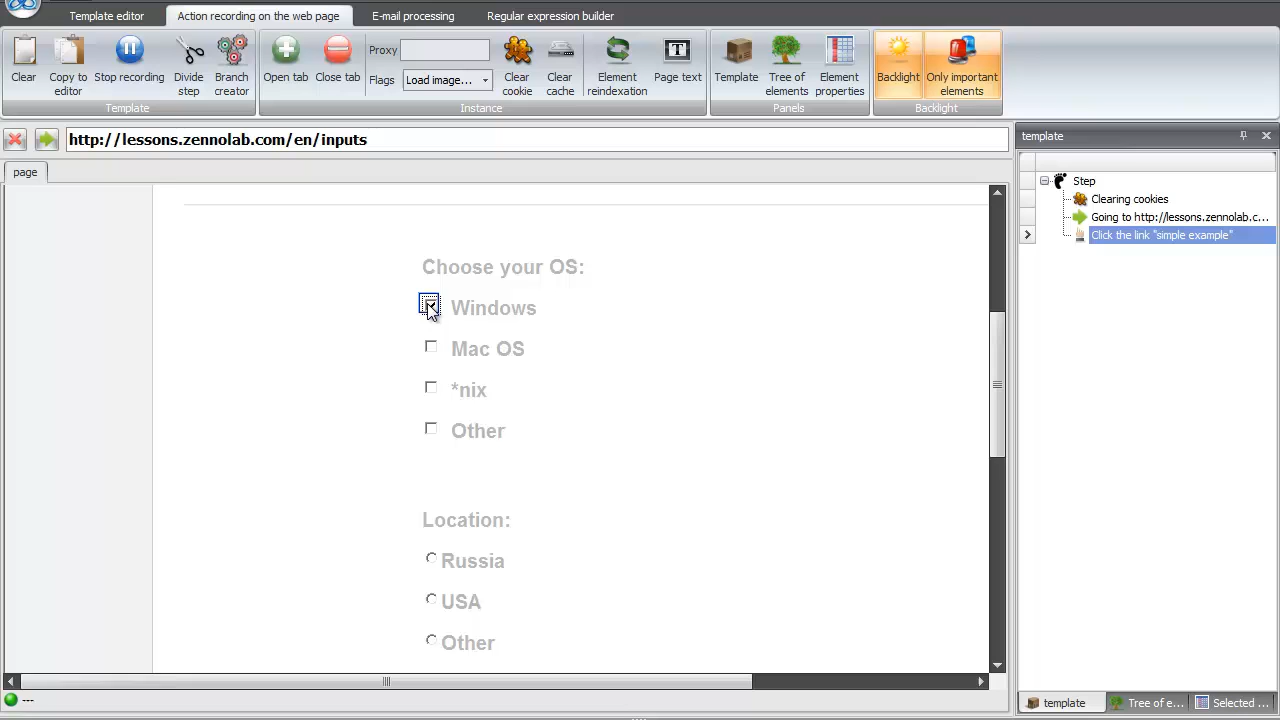 Template editor
Action recording on the web page
E-mail processing
Regular expression builder
Clear
Copy to editor
Stop recording
Divide step
Branch creator
Template
Open tab
Close tab
Proxy
Flags
Load image...
Clear cookie
Clear cache
Element reindexation
Page text
Instance
Template
Tree of elements
Element properties
Panels
Backlight
Only important elements
Backlight
http://lessons.zennolab.com/en/inputs
page
Choose your OS:
Windows
Mac OS
*nix
Other
Location:
Russia
USA
Other
---
template
Step
Clearing cookies
Going to http://lessons.zennolab.c...
Click the link "simple example"
template
Tree of e...
Selected ...